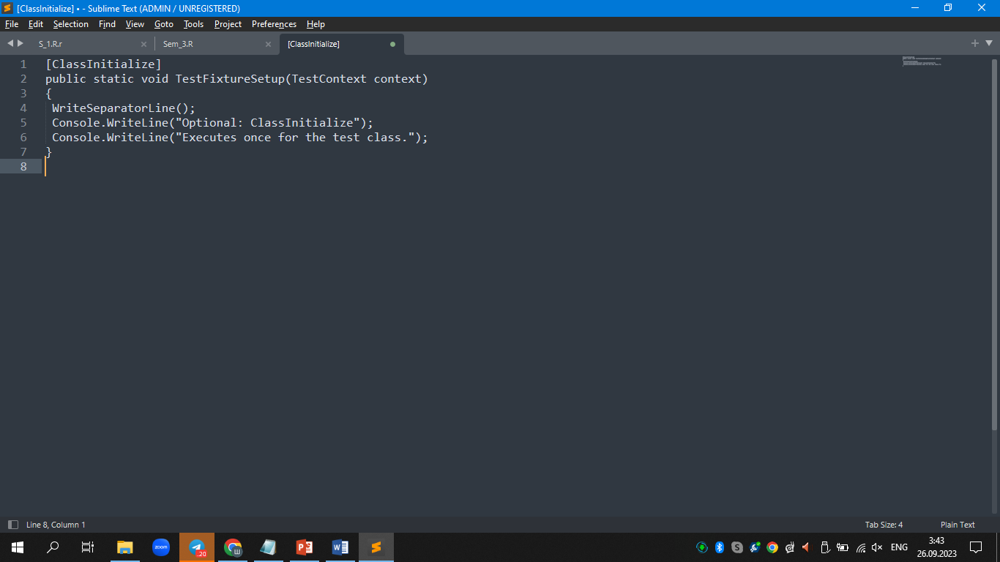 [ClassInitialize] • - Sublime Text (ADMIN / UNREGISTERED)
File Edit Selection Find View Goto Tools Project Preferences Help
S_1.R.r Sem_3.R [ClassInitialize]
1 [ClassInitialize]
2 public static void TestFixtureSetup(TestContext context)
3 {
4 WriteSeparatorLine();
5 Console.WriteLine("Optional: ClassInitialize");
6 Console.WriteLine("Executes once for the test class.");
7 }
8
Line 8, Column 1 Tab Size: 4 Plain Text
zoom ..20 ENG 3:43
26.09.2023